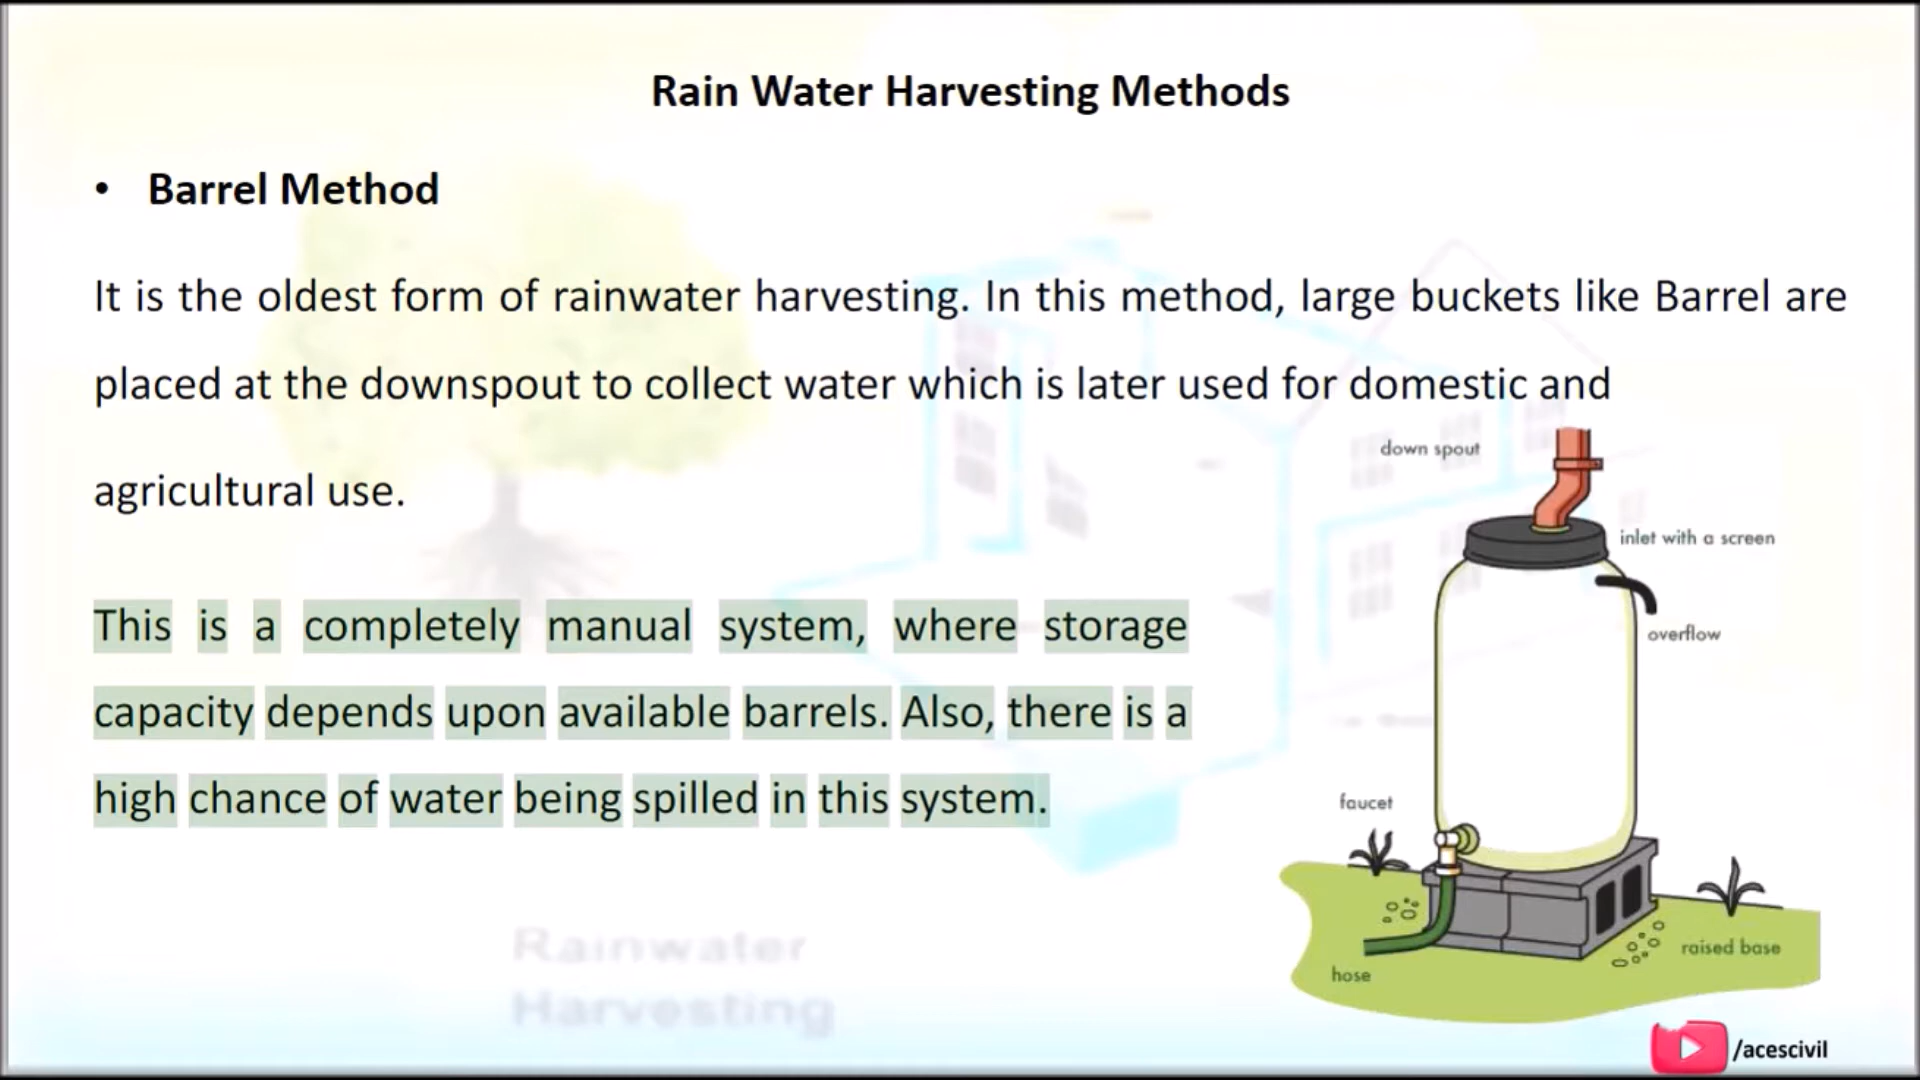 Rain Water Harvesting Methods
• Barrel Method
It is the oldest form of rainwater harvesting. In this method, large buckets like Barrel are
placed at the downspout to collect water which is later used for domestic and
agricultural use.
This is a completely manual system, where storage
capacity depends upon available barrels. Also, there is a
high chance of water being spilled in this system.
down spout
inlet with a screen
overflow
faucet
raised base
hose
Rainwater
Harvesting
/acescivil